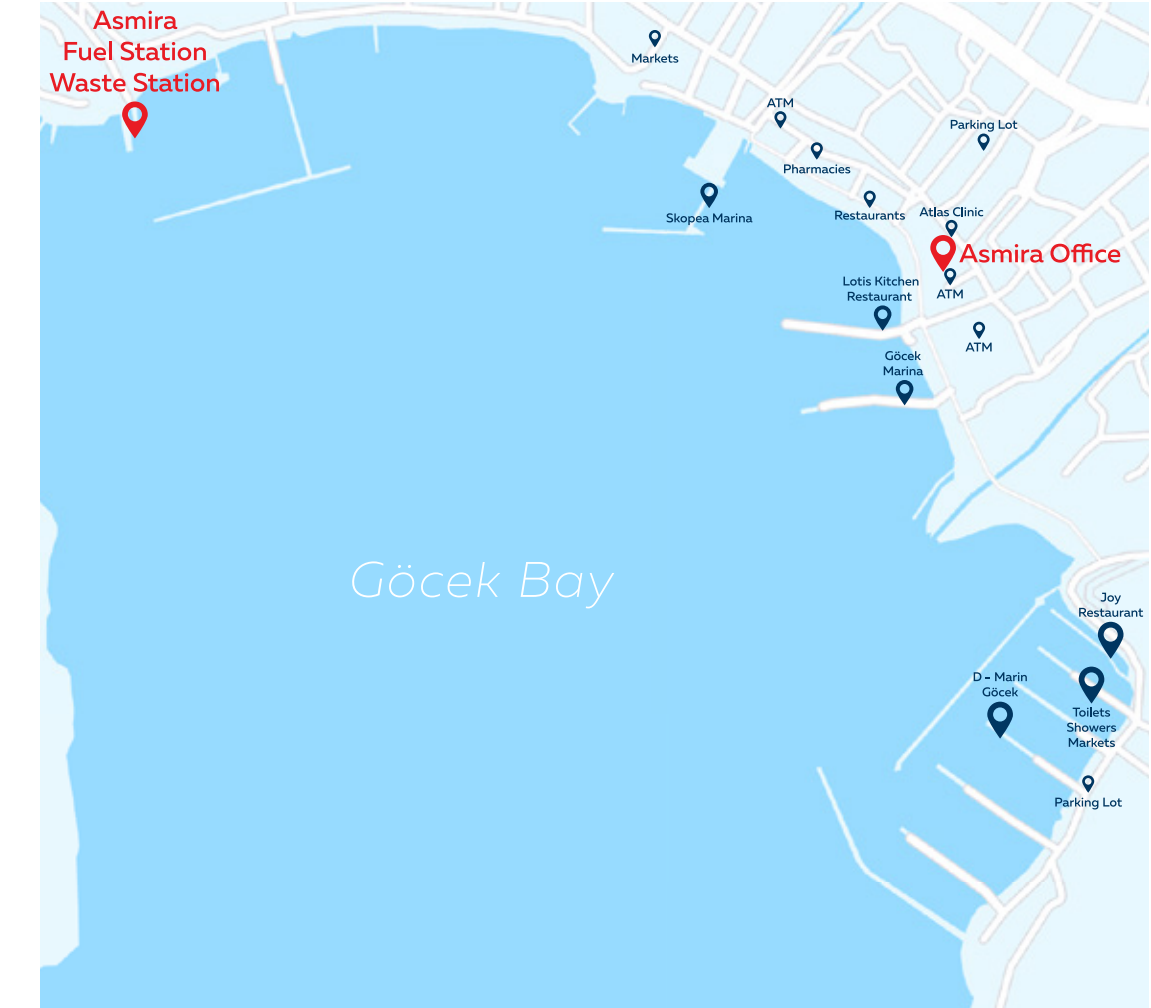 Asmira
Fuel Station
Waste Station
Markets
ATM
Parking Lot
Pharmacies
Skopea Marina
Restaurants
Atlas Clinic
Asmira Office
Lotis Kitchen
Restaurant
ATM
ATM
Göcek
Marina
Göcek Bay
Joy
Restaurant
D - Marin
Göcek
Toilets
Showers
Markets
Parking Lot